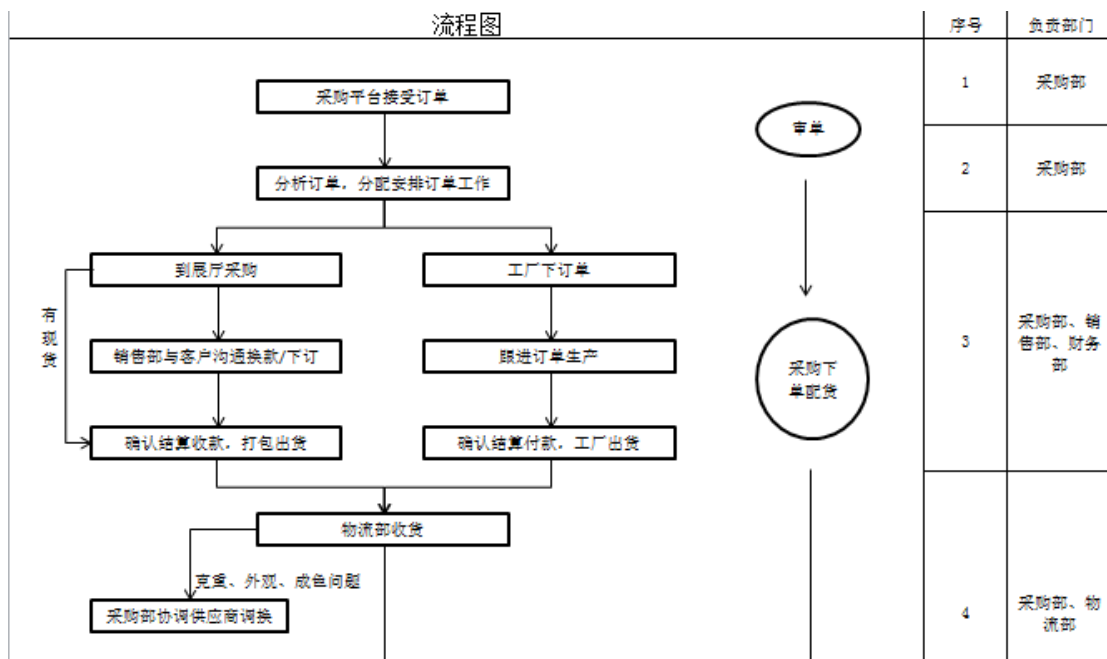 流程图
序号
负责部门
采购平台接受订单
审单
1
采购部
分析订单，分配安排订单工作
2
采购部
到展厅采购
工厂下订单
有
现
货
销售部与客户沟通换款/下订
跟进订单生产
采购下
单配货
3
采购部、销
售部、财务
部
确认结算收款，打包出货
确认结算付款，工厂出货
物流部收货
克重、外观、成色问题
采购部协调供应商调换
4
采购部、物
流部